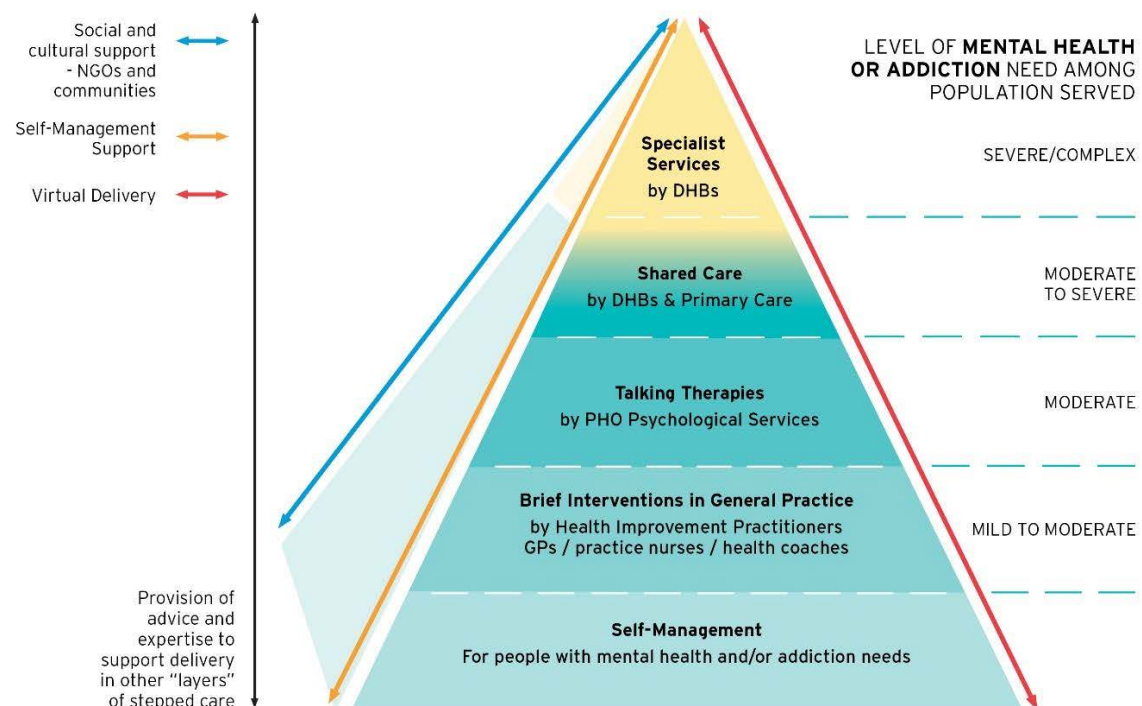 Social and
cultural support
- NGOs and
communities
Self-Management
Support
Virtual Delivery
Provision of
advice and
expertise to
support delivery
in other “layers”
of stepped care
Specialist
Services
by DHBs
Shared Care
by DHBs & Primary Care
Talking Therapies
by PHO Psychological Services
Brief Interventions in General Practice
by Health Improvement Practitioners
GPs / practice nurses / health coaches
Self-Management
For people with mental health and/or addiction needs
LEVEL OF MENTAL HEALTH
OR ADDICTION NEED AMONG
POPULATION SERVED
SEVERE/COMPLEX
MODERATE
TO SEVERE
MODERATE
MILD TO MODERATE